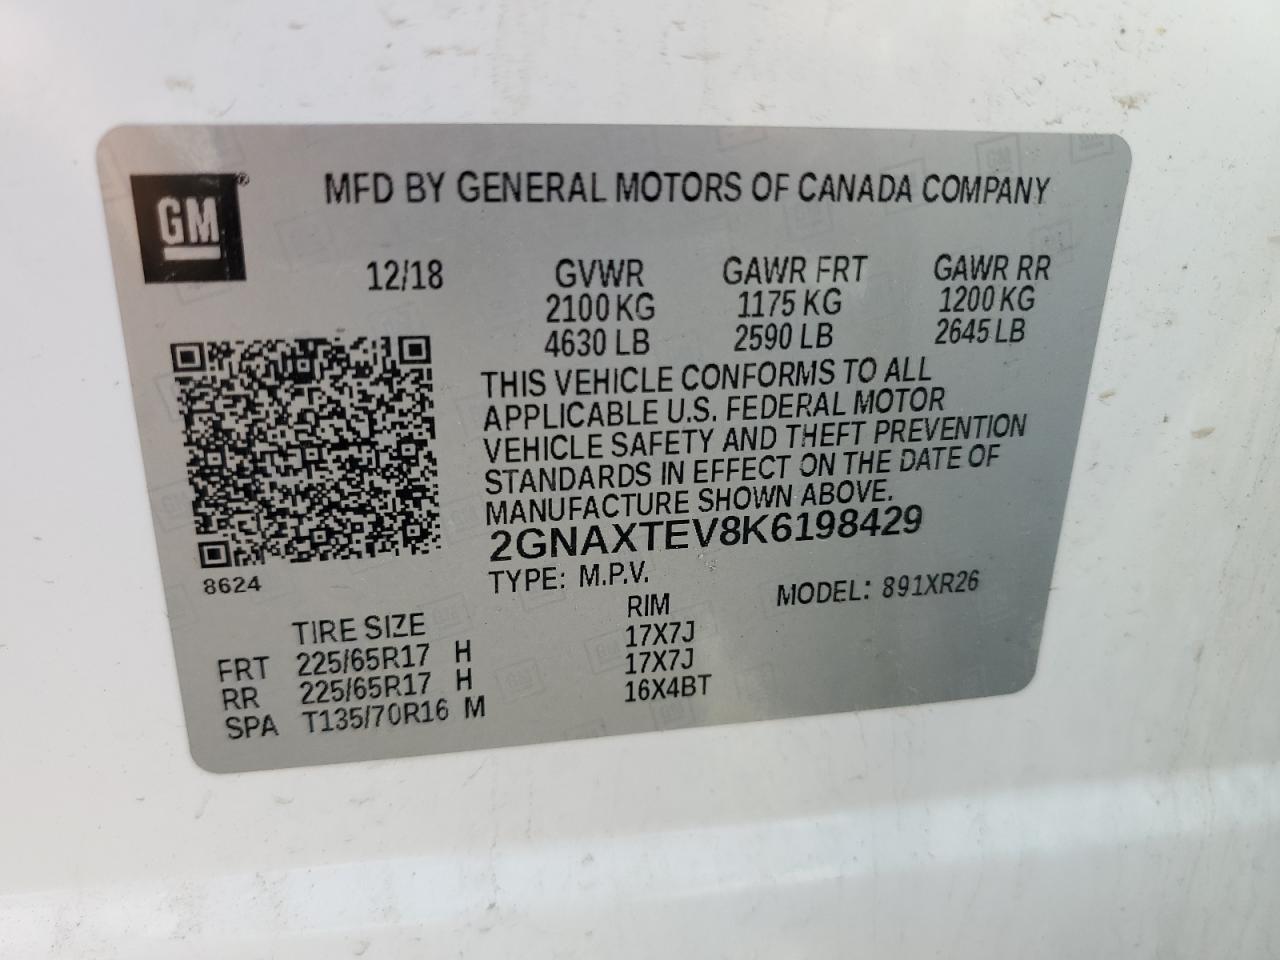 GM®
MFD BY GENERAL MOTORS OF CANADA COMPANY
12/18 GVWR GAWR FRT GAWR RR
2100 KG 1175 KG 1200 KG
4630 LB 2590 LB 2645 LB
THIS VEHICLE CONFORMS TO ALL
APPLICABLE U.S. FEDERAL MOTOR
VEHICLE SAFETY AND THEFT PREVENTION
STANDARDS IN EFFECT ON THE DATE OF
MANUFACTURE SHOWN ABOVE.
2GNAXTEV8K6198429
8624
TYPE: M.P.V. MODEL: 891XR26
TIRE SIZE RIM
FRT 225/65R17 H 17X7J
RR 225/65R17 H 17X7J
SPA T135/70R16 M 16X4BT